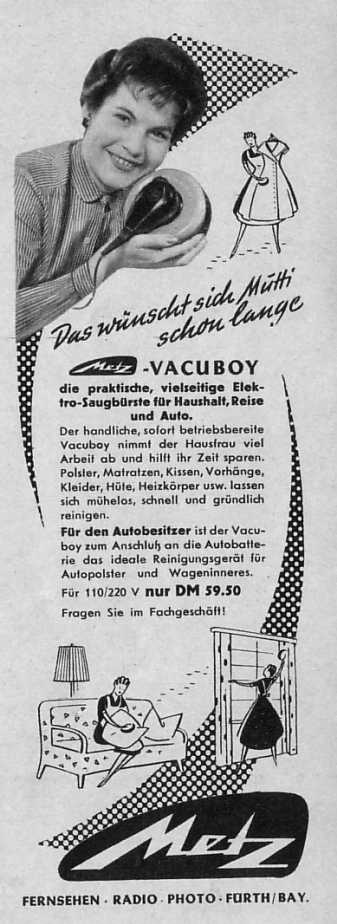 Das wünscht sich Mutti
schon lange
Metz -VACUBOY
die praktische, vielseitige Elek-
tro-Saugbürste für Haushalt, Reise
und Auto.
Der handliche, sofort betriebsbereite
Vacuboy nimmt der Hausfrau viel
Arbeit ab und hilft ihr Zeit sparen.
Polster, Matratzen, Kissen, Vorhänge,
Kleider, Hüte, Heizkörper usw. lassen
sich mühelos, schnell und gründlich
reinigen.
Für den Autobesitzer ist der Vacu-
boy zum Anschluß an die Autobatte-
rie das ideale Reinigungsgerät für
Autopolster und Wageninneres.
Für 110/220 V nur DM 59.50
Fragen Sie im Fachgeschäft!
Metz
FERNSEHEN · RADIO · PHOTO · FÜRTH/BAY.